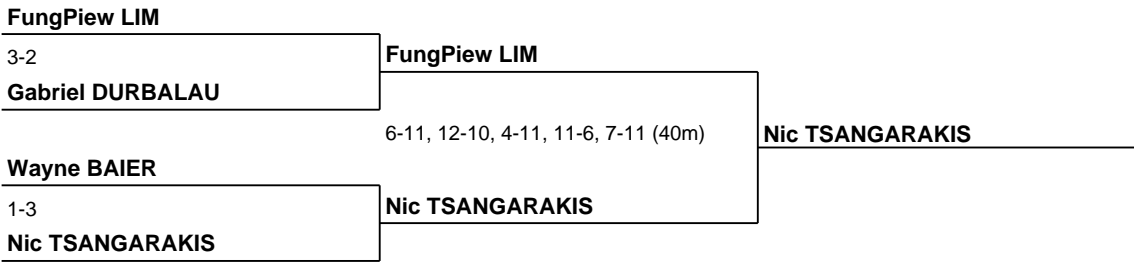 FungPiew LIM
3-2
Gabriel DURBALAU
FungPiew LIM
6-11, 12-10, 4-11, 11-6, 7-11 (40m)
Nic TSANGARAKIS
Wayne BAIER
1-3
Nic TSANGARAKIS
Nic TSANGARAKIS